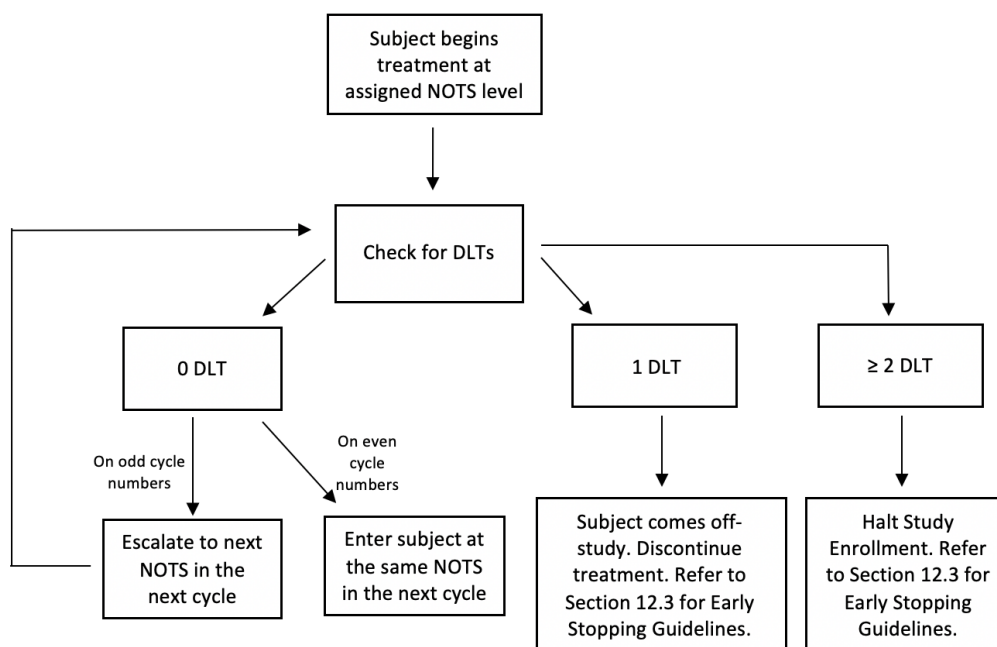 Subject begins
treatment at
assigned NOTS level
Check for DLTs
0 DLT
1 DLT
≥ 2 DLT
On odd cycle
numbers
On even
cycle
numbers
Escalate to next
NOTS in the
next cycle
Enter subject at
the same NOTS
in the next cycle
Subject comes off-
study. Discontinue
treatment. Refer to
Section 12.3 for Early
Stopping Guidelines.
Halt Study
Enrollment. Refer
to Section 12.3 for
Early Stopping
Guidelines.